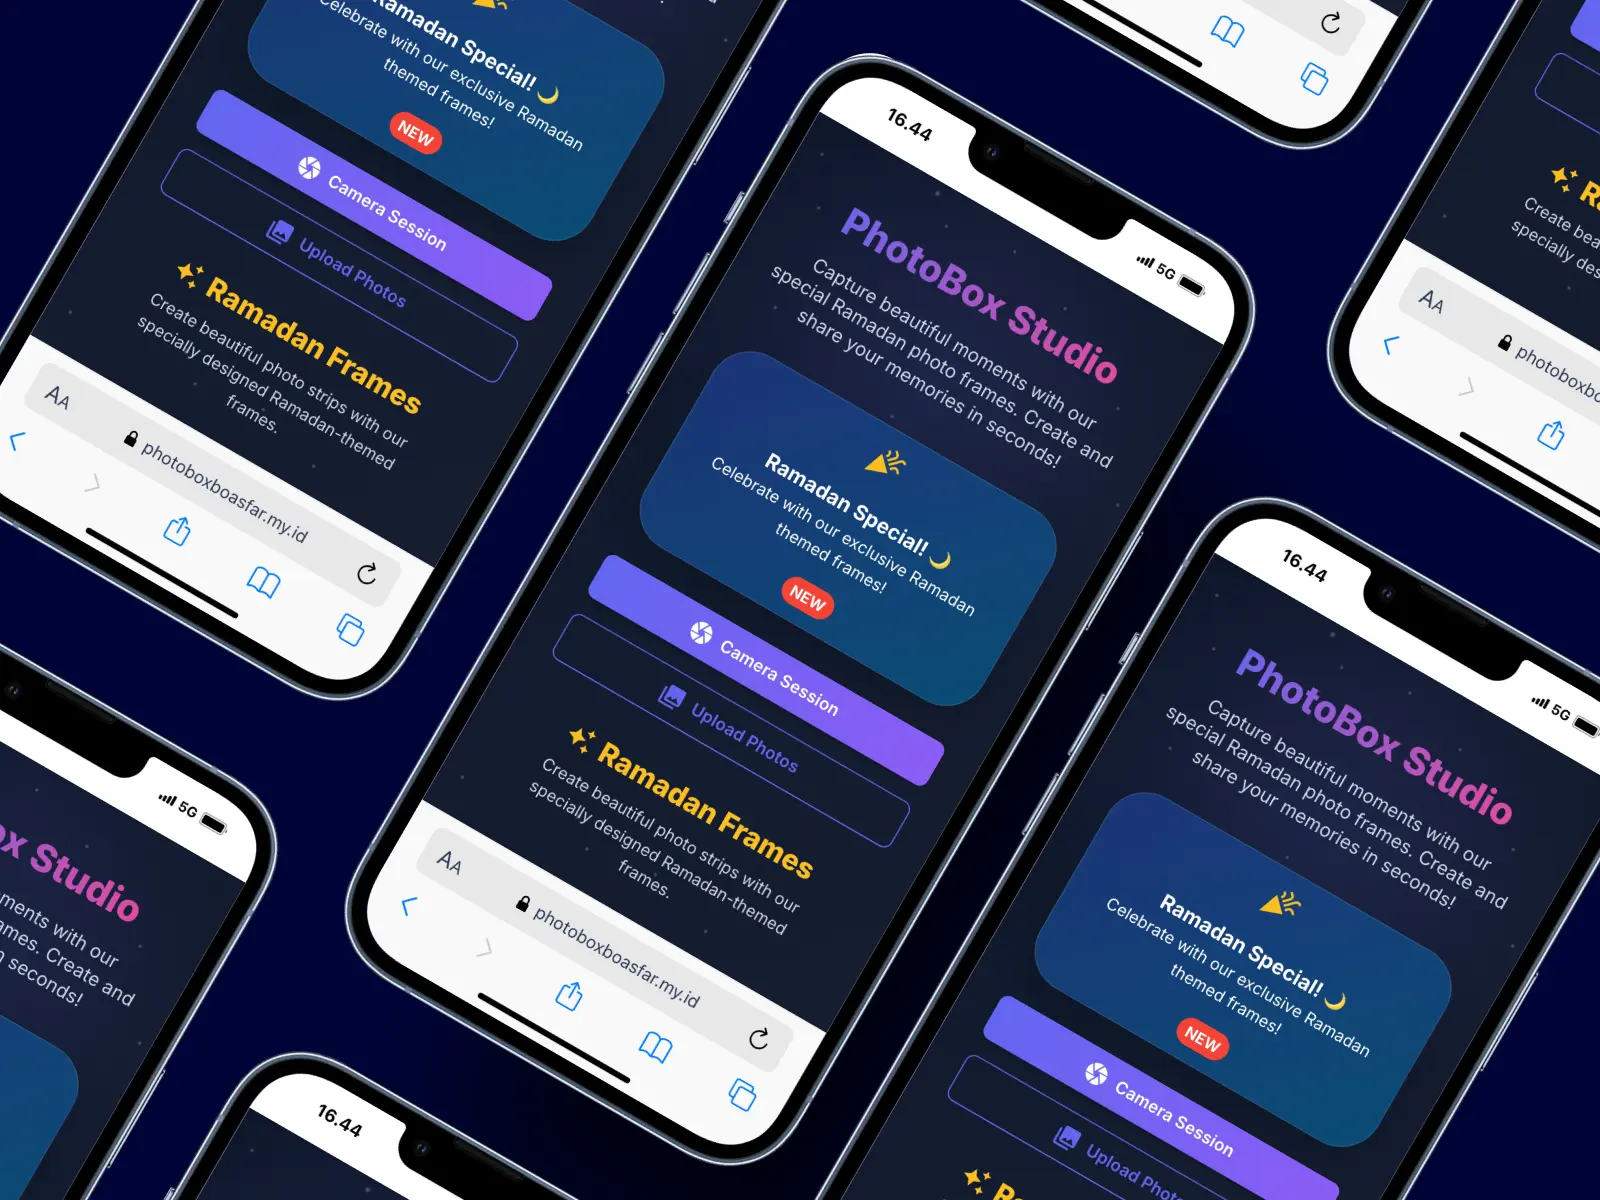 Ramadan Special! 🌙
Celebrate with our exclusive Ramadan
themed frames!
NEW
Camera Session
Upload Photos
✨ Ramadan Frames
Create beautiful photo strips with our
specially designed Ramadan-themed
frames.
AA
photoboxboasfar.my.id
16.44
5G
PhotoBox Studio
Capture beautiful moments with our
special Ramadan photo frames. Create and
share your memories in seconds!
Ramadan Special! 🌙
Celebrate with our exclusive Ramadan
themed frames!
NEW
Camera Session
Upload Photos
✨ Ramadan Frames
Create beautiful photo strips with our
specially designed Ramadan-themed
frames.
AA
photoboxboasfar.my.id
Create bea
specially des
AA
photoboxbo
16.44
5G
PhotoBox Studio
Capture beautiful moments with our
special Ramadan photo frames. Create and
share your memories in seconds!
Ramadan Special! 🌙
Celebrate with our exclusive Ramadan
themed frames!
NEW
Camera Session
Upload Photo
5G
ox Studio
ments with our
ames. Create and
n seconds!
16.44